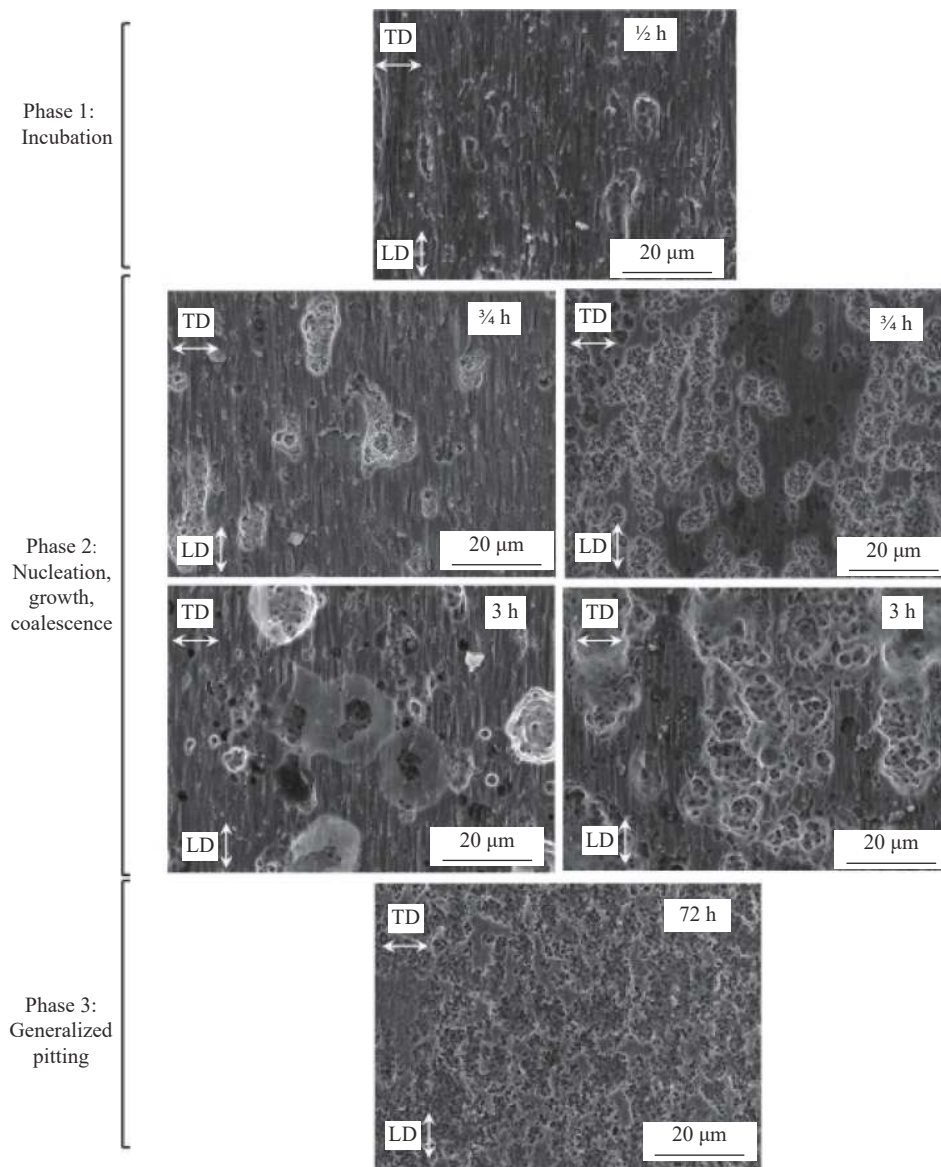 Phase 1:
Incubation
TD
½ h
LD
20 μm
Phase 2:
Nucleation,
growth,
coalescence
TD
¾ h
LD
20 μm
TD
¾ h
LD
20 μm
TD
3 h
LD
20 μm
TD
3 h
LD
20 μm
Phase 3:
Generalized
pitting
TD
72 h
LD
20 μm